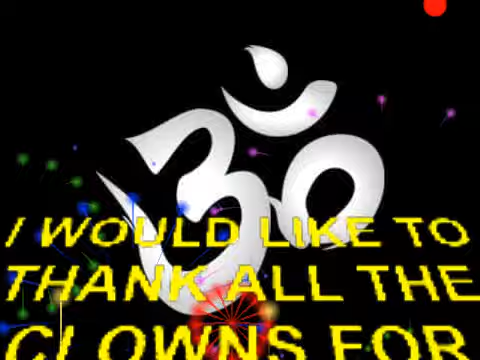 ॐ
I WOULD LIKE TO
THANK ALL THE
CLOWNS FOR